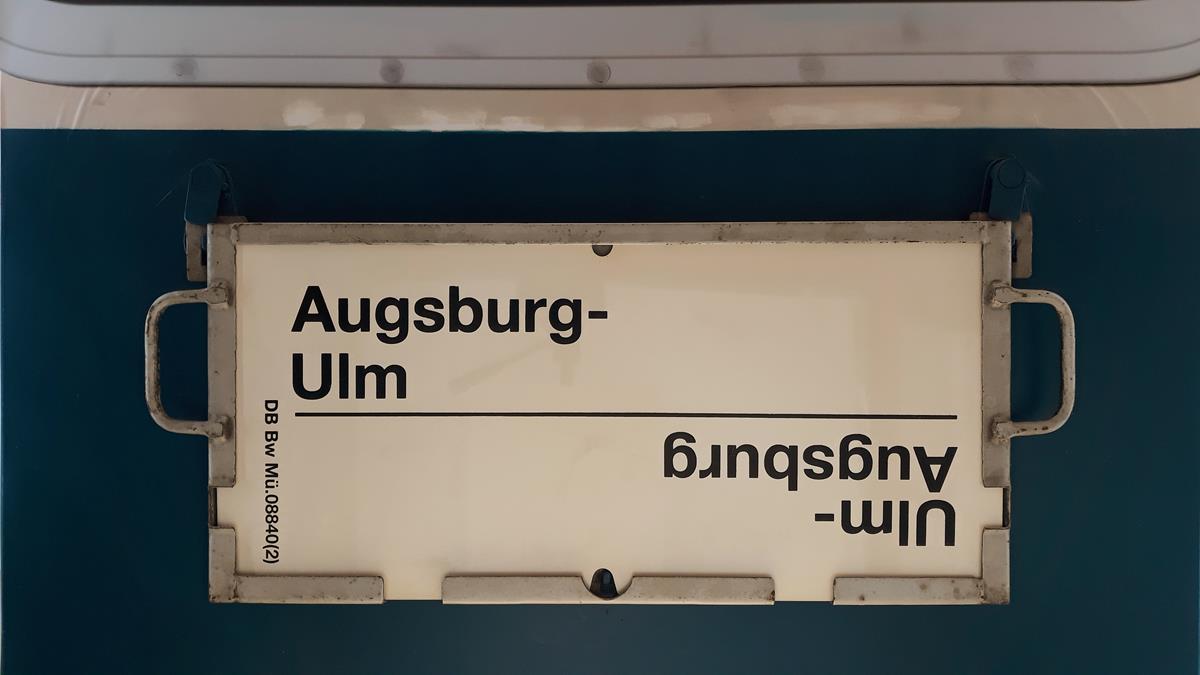 Augsburg-
Ulm
Ulm-
Augsburg
DB Bw Mü.08840(2)